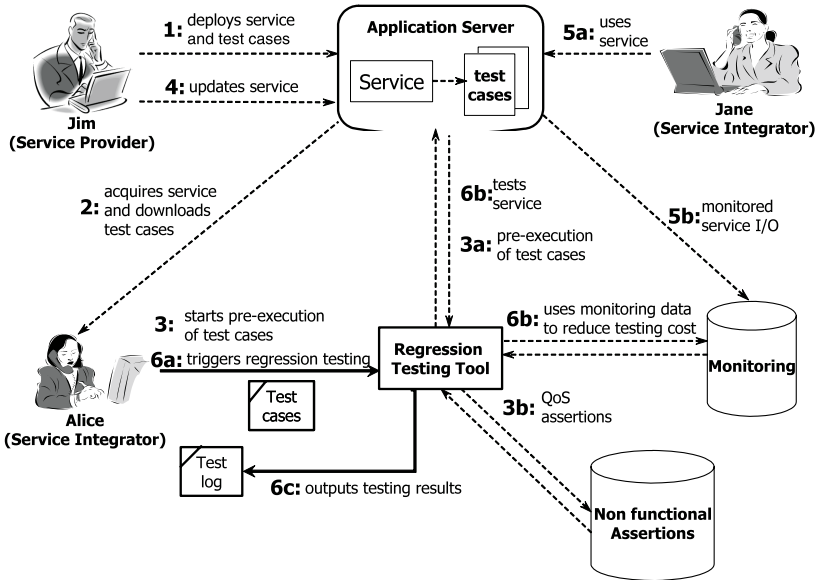 1: deploys service
and test cases
Application Server
5a: uses
service
4: updates service
Service
test
cases
Jim
(Service Provider)
Jane
(Service Integrator)
2: acquires service
and downloads
test cases
6b: tests
service
5b: monitored
service I/O
3a: pre-execution
of test cases
3: starts pre-execution
of test cases
6b: uses monitoring data
to reduce testing cost
6a: triggers regression testing
Regression
Testing Tool
Monitoring
Test
cases
3b: QoS
assertions
Alice
(Service Integrator)
Test
log
6c: outputs testing results
Non functional
Assertions